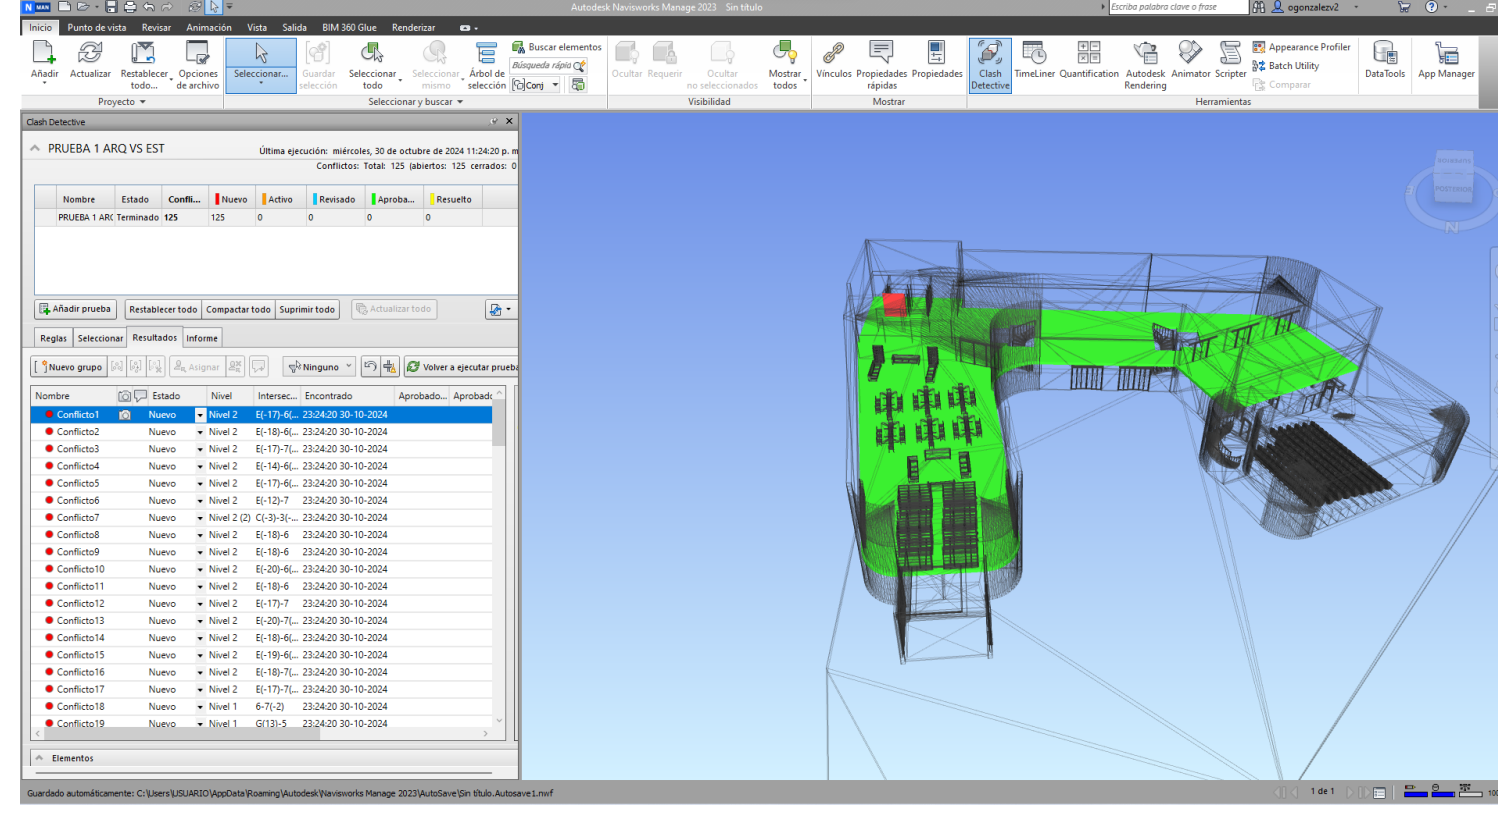 N MAN Autodesk Navisworks Manage 2023 Sin título Escriba palabra clave o frase ogonzalezv2
Inicio Punto de vista Revisar Animación Vista Salida BIM 360 Glue Renderizar
Añadir Actualizar Restablecer todo... Opciones de archivo
Proyecto
Seleccionar... Guardar selección Seleccionar todo Seleccionar mismo Árbol de selección
Buscar elementos
Búsqueda rápida
Conj
Seleccionar y buscar
Ocultar Requerir Ocultar no seleccionados Mostrar todos
Visibilidad
Vínculos Propiedades rápidas Propiedades
Mostrar
Clash Detective TimeLiner Quantification Autodesk Rendering Animator Scripter
Appearance Profiler
Batch Utility
Comparar
DataTools App Manager
Herramientas
Clash Detective
PRUEBA 1 ARQ VS EST Última ejecución: miércoles, 30 de octubre de 2024 11:24:20 p. m
Conflictos: Total: 125 (abiertos: 125 cerrados: 0
Nombre Estado Confli... Nuevo Activo Revisado Aproba... Resuelto
PRUEBA 1 ARC Terminado 125 125 0 0 0 0
Añadir prueba Restablecer todo Compactar todo Suprimir todo Actualizar todo
Reglas Seleccionar Resultados Informe
Nuevo grupo Asignar Ninguno Volver a ejecutar prueba
Nombre Estado Nivel Intersec... Encontrado Aprobado... Aprobado
Conflicto1 Nuevo Nivel 2 E(-17)-6(... 23:24:20 30-10-2024
Conflicto2 Nuevo Nivel 2 E(-18)-6(... 23:24:20 30-10-2024
Conflicto3 Nuevo Nivel 2 E(-17)-7(... 23:24:20 30-10-2024
Conflicto4 Nuevo Nivel 2 E(-14)-6(... 23:24:20 30-10-2024
Conflicto5 Nuevo Nivel 2 E(-17)-6(... 23:24:20 30-10-2024
Conflicto6 Nuevo Nivel 2 E(-12)-7 23:24:20 30-10-2024
Conflicto7 Nuevo Nivel 2 (2) C(-3)-3(-... 23:24:20 30-10-2024
Conflicto8 Nuevo Nivel 2 E(-18)-6 23:24:20 30-10-2024
Conflicto9 Nuevo Nivel 2 E(-18)-6 23:24:20 30-10-2024
Conflicto10 Nuevo Nivel 2 E(-20)-6(... 23:24:20 30-10-2024
Conflicto11 Nuevo Nivel 2 E(-18)-6 23:24:20 30-10-2024
Conflicto12 Nuevo Nivel 2 E(-17)-7 23:24:20 30-10-2024
Conflicto13 Nuevo Nivel 2 E(-20)-7(... 23:24:20 30-10-2024
Conflicto14 Nuevo Nivel 2 E(-18)-6(... 23:24:20 30-10-2024
Conflicto15 Nuevo Nivel 2 E(-19)-6(... 23:24:20 30-10-2024
Conflicto16 Nuevo Nivel 2 E(-18)-7(... 23:24:20 30-10-2024
Conflicto17 Nuevo Nivel 2 E(-17)-7(... 23:24:20 30-10-2024
Conflicto18 Nuevo Nivel 1 6-7(-2) 23:24:20 30-10-2024
Conflicto19 Nuevo Nivel 1 G(13)-5 23:24:20 30-10-2024
Elementos
POSTERIOR
N
Guardado automáticamente: C:\Users\USUARIO\AppData\Roaming\Autodesk\Navisworks Manage 2023\AutoSave\Sin título.Autosave1.nwf
1 de 1
100